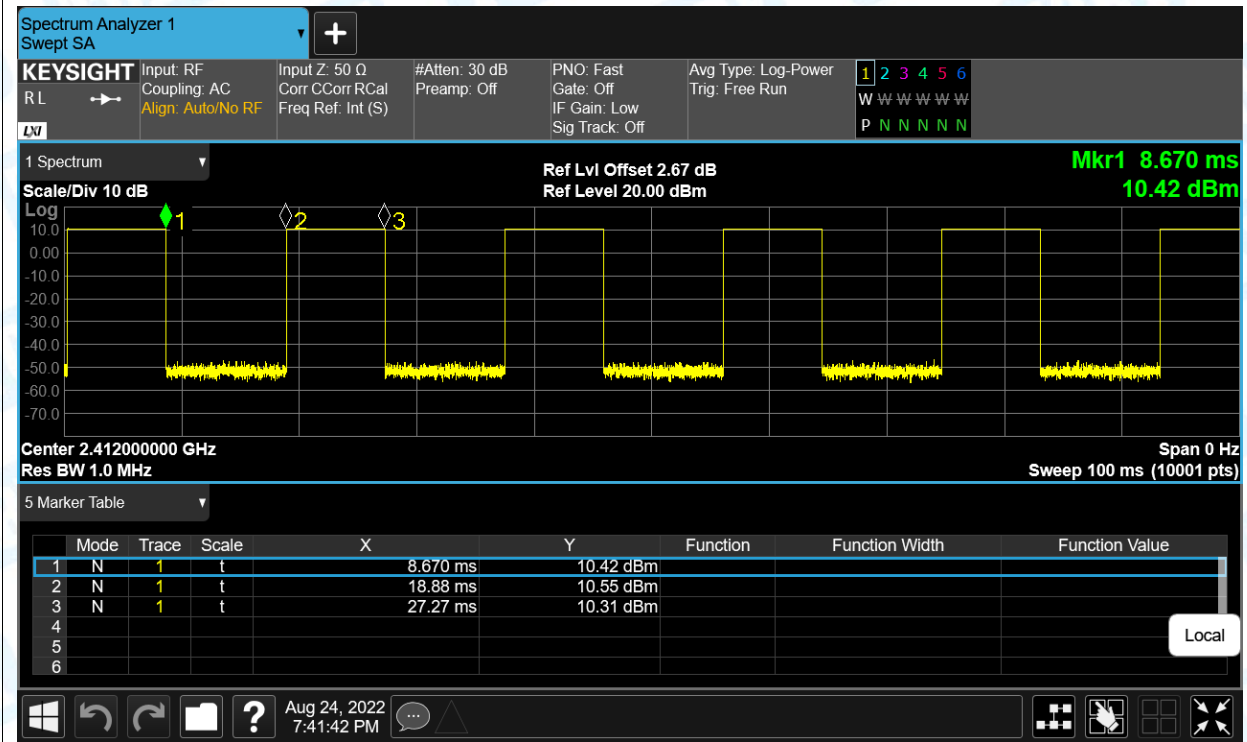 Spectrum Analyzer 1
Swept SA
+
KEYSIGHT
R L
LXI
Input: RF
Coupling: AC
Align: Auto/No RF
Input Z: 50 Ω
Corr CCorr RCal
Freq Ref: Int (S)
#Atten: 30 dB
Preamp: Off
PNO: Fast
Gate: Off
IF Gain: Low
Sig Track: Off
Avg Type: Log-Power
Trig: Free Run
1 2 3 4 5 6
W W W W W W
P N N N N N
1 Spectrum
Scale/Div 10 dB
Ref Lvl Offset 2.67 dB
Ref Level 20.00 dBm
Mkr1 8.670 ms
10.42 dBm
Log
1 2 3
10.0
0.00
-10.0
-20.0
-30.0
-40.0
-50.0
-60.0
-70.0
Center 2.412000000 GHz
Res BW 1.0 MHz
Span 0 Hz
Sweep 100 ms (10001 pts)
5 Marker Table
Mode Trace Scale X Y Function Function Width Function Value
1 N 1 t 8.670 ms 10.42 dBm
2 N 1 t 18.88 ms 10.55 dBm
3 N 1 t 27.27 ms 10.31 dBm
4
5
6
Local
?
Aug 24, 2022
7:41:42 PM